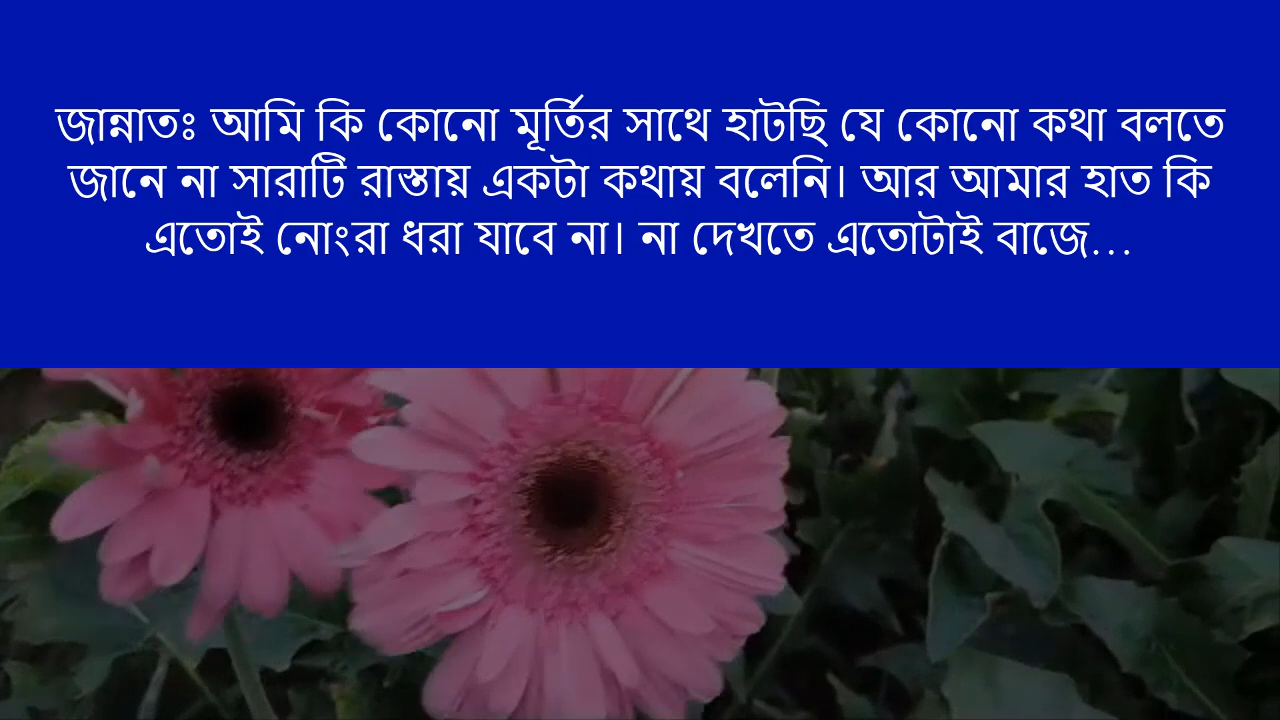 জান্নাতঃ আমি কি কোনো মূর্তির সাথে হাটছি যে কোনো কথা বলতে
জানে না সারাটি রাস্তায় একটা কথায় বলেনি। আর আমার হাত কি
এতোই নোংরা ধরা যাবে না। না দেখতে এতোটাই বাজে...